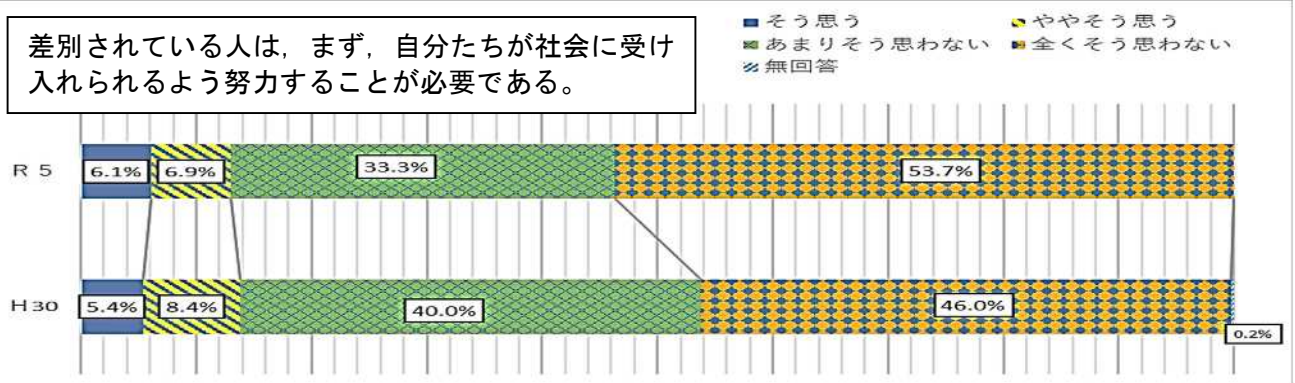 差別されている人は，まず，自分たちが社会に受け
入れられるよう努力することが必要である。
そう思う ややそう思う
あまりそう思わない 全くそう思わない
無回答
R 5 6.1% 6.9% 33.3% 53.7%
H30 5.4% 8.4% 40.0% 46.0%
0.2%